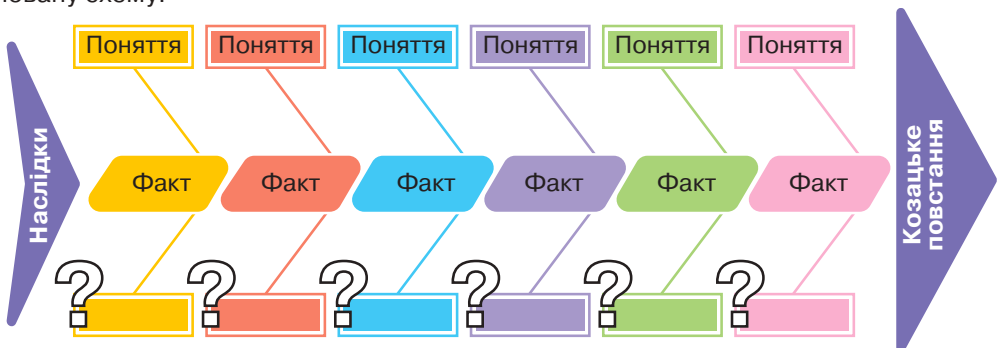 Поняття Поняття Поняття Поняття Поняття Поняття
Наслідки
Факт Факт Факт Факт Факт Факт
Козацьке
повстання
? ? ? ? ? ?